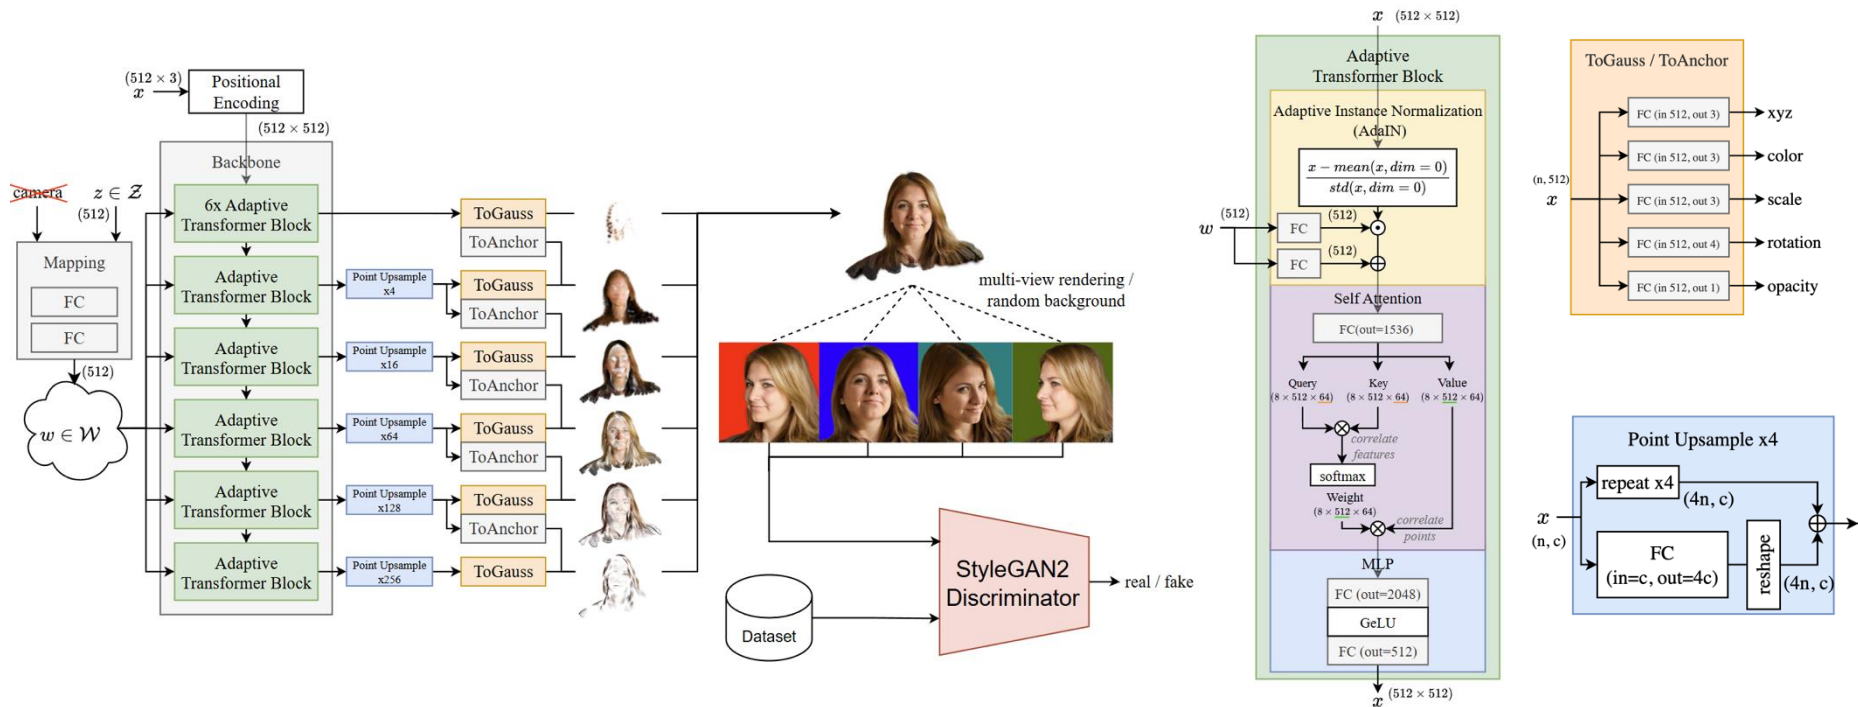 (512 × 3)
x
Positional
Encoding
(512 × 512)
Backbone
camera
z ∈ Z
(512)
Mapping
FC
FC
(512)
w ∈ W
6x Adaptive
Transformer Block
Adaptive
Transformer Block
Adaptive
Transformer Block
Adaptive
Transformer Block
Adaptive
Transformer Block
Adaptive
Transformer Block
Point Upsample
x4
Point Upsample
x16
Point Upsample
x64
Point Upsample
x128
Point Upsample
x256
ToGauss
ToAnchor
ToGauss
ToAnchor
ToGauss
ToAnchor
ToGauss
ToAnchor
ToGauss
ToAnchor
ToGauss
multi-view rendering /
random background
StyleGAN2
Discriminator
real / fake
Dataset
x (512 × 512)
Adaptive
Transformer Block
Adaptive Instance Normalization
(AdaIN)
x − mean(x, dim = 0)
std(x, dim = 0)
w
(512)
FC
(512)
FC
(512)
Self Attention
FC(out=1536)
Query
(8 × 512 × 64)
Key
(8 × 512 × 64)
Value
(8 × 512 × 64)
correlate
features
softmax
Weight
(8 × 512 × 64)
correlate
points
MLP
FC (out=2048)
GeLU
FC (out=512)
x (512 × 512)
ToGauss / ToAnchor
(n, 512)
x
FC (in 512, out 3)
xyz
FC (in 512, out 3)
color
FC (in 512, out 3)
scale
FC (in 512, out 4)
rotation
FC (in 512, out 1)
opacity
Point Upsample x4
x
(n, c)
repeat x4
(4n, c)
FC
(in=c, out=4c)
reshape
(4n, c)